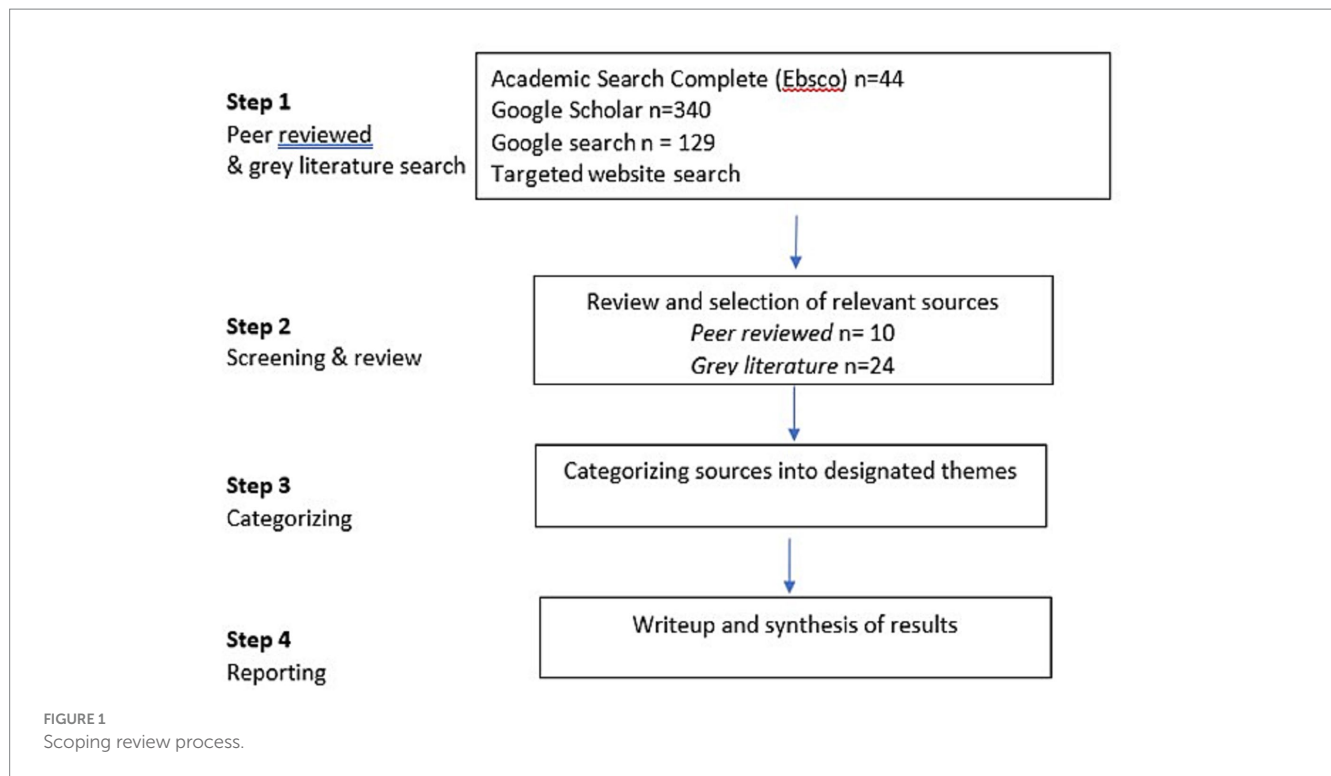 Step 1
Peer reviewed
& grey literature search
Academic Search Complete (Ebsco) n=44
Google Scholar n=340
Google search n = 129
Targeted website search
Step 2
Screening & review
Review and selection of relevant sources
Peer reviewed n= 10
Grey literature n=24
Step 3
Categorizing
Categorizing sources into designated themes
Step 4
Reporting
Writeup and synthesis of results
FIGURE 1
Scoping review process.